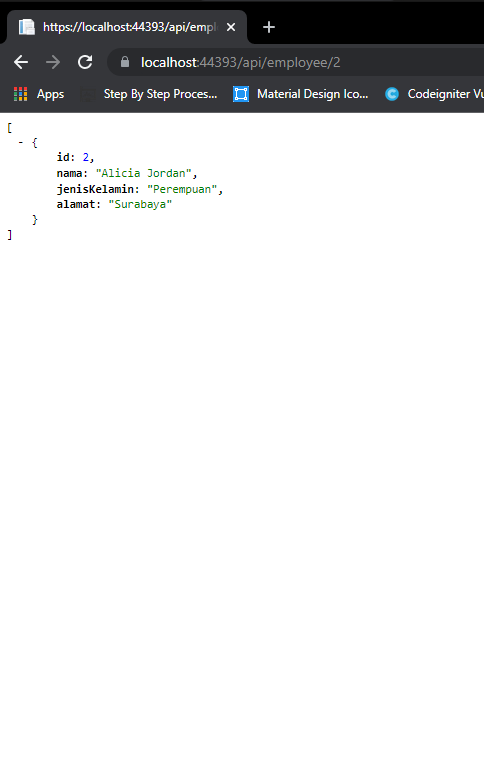 https://localhost:44393/api/empl
localhost:44393/api/employee/2
Apps Step By Step Proces... Material Design Ico... Codeigniter Vu
[
- {
id: 2,
nama: "Alicia Jordan",
jenisKelamin: "Perempuan",
alamat: "Surabaya"
}
]